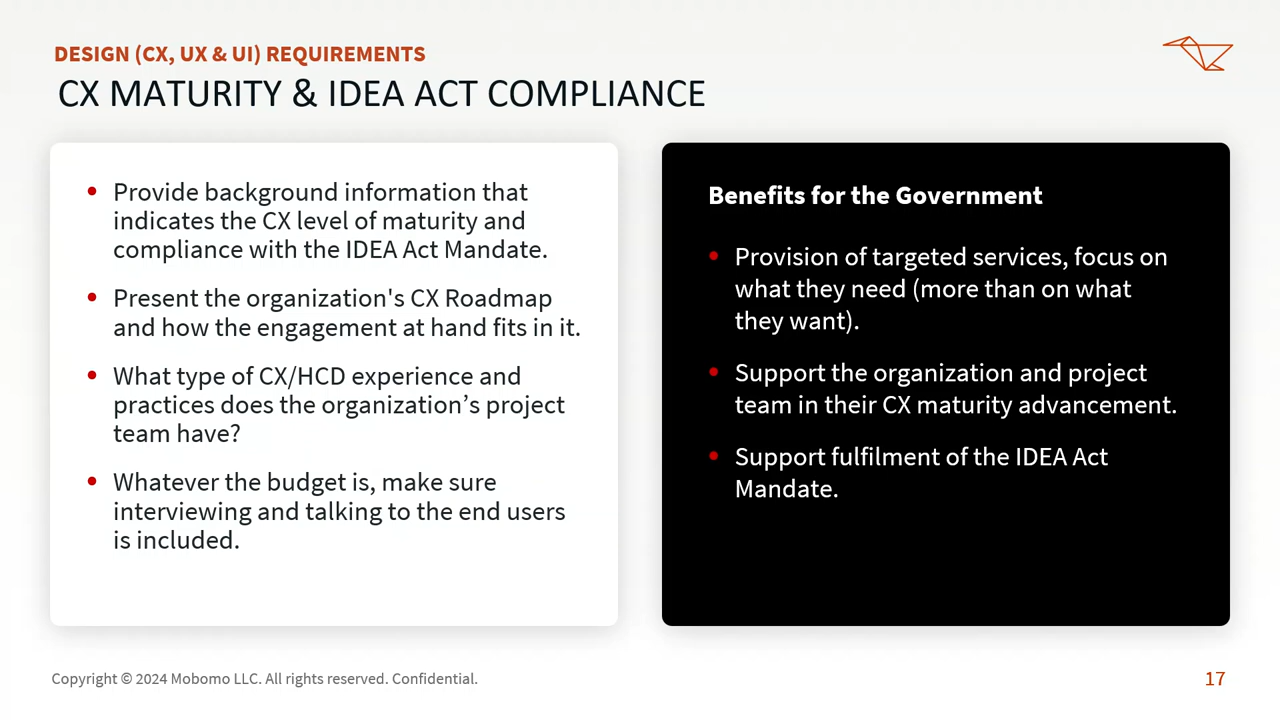 DESIGN (CX, UX & UI) REQUIREMENTS
CX MATURITY & IDEA ACT COMPLIANCE
• Provide background information that
indicates the CX level of maturity and
compliance with the IDEA Act Mandate.
• Present the organization's CX Roadmap
and how the engagement at hand fits in it.
• What type of CX/HCD experience and
practices does the organization’s project
team have?
• Whatever the budget is, make sure
interviewing and talking to the end users
is included.
Benefits for the Government
• Provision of targeted services, focus on
what they need (more than on what
they want).
• Support the organization and project
team in their CX maturity advancement.
• Support fulfilment of the IDEA Act
Mandate.
Copyright © 2024 Mobomo LLC. All rights reserved. Confidential.
17